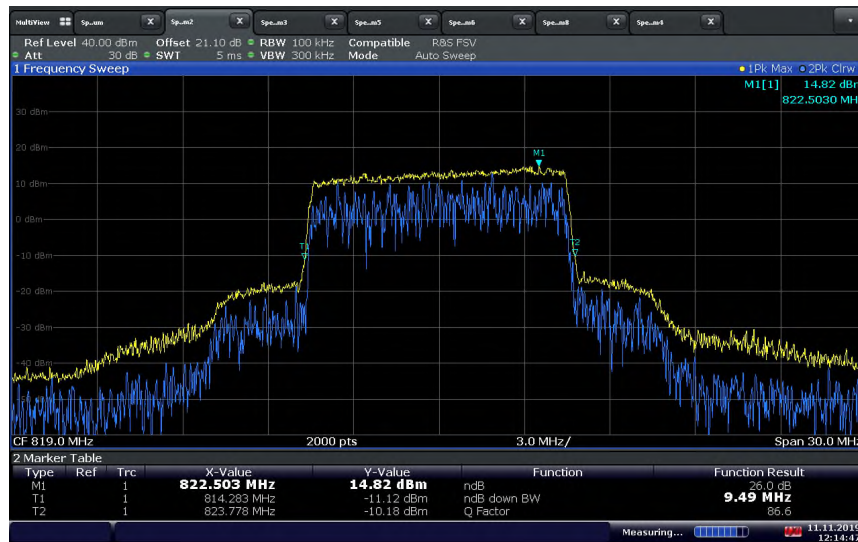 MultiView Sp...um X Sp...m2 X Spe...m3 X Spe...m5 X Spe...m6 X Spe...m8 X Spe...m4 X
Ref Level 40.00 dBm Offset 21.10 dB RBW 100 kHz Compatible R&S FSV
Att 30 dB SWT 5 ms VBW 300 kHz Mode Auto Sweep
1 Frequency Sweep 1Pk Max 2Pk Clrw
M1[1] 14.82 dBm
822.5030 MH
30 dBm
20 dBm
M1
10 dBm
0 dBm
T1 T2
-10 dBm
-20 dBm
-30 dBm
-40 dBm
CF 819.0 MHz 2000 pts 3.0 MHz/ Span 30.0 MHz
2 Marker Table
Type Ref Trc X-Value Y-Value Function Function Result
M1 1 822.503 MHz 14.82 dBm ndB 26.0 dB
T1 1 814.283 MHz -11.12 dBm ndB down BW 9.49 MHz
T2 1 823.778 MHz -10.18 dBm Q Factor 86.6
Measuring... 11.11.2019
12:14:47